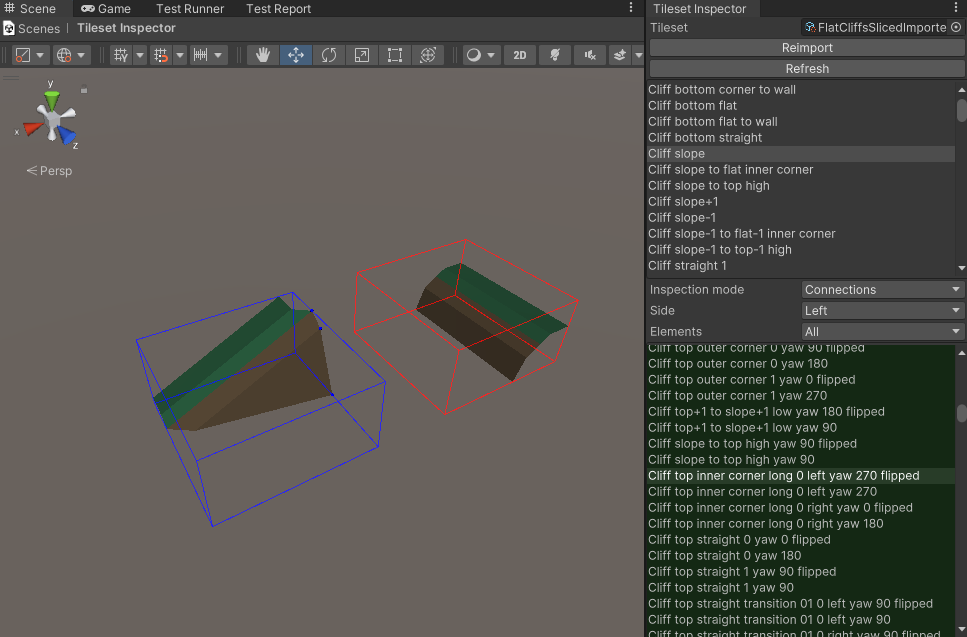 Scene Game Test Runner Test Report
Scenes Tileset Inspector
2D
y
x
z
Persp
Tileset Inspector
Tileset FlatCliffsSlicedImporte
Reimport
Refresh
Cliff bottom corner to wall
Cliff bottom flat
Cliff bottom flat to wall
Cliff bottom straight
Cliff slope
Cliff slope to flat inner corner
Cliff slope to top high
Cliff slope+1
Cliff slope-1
Cliff slope-1 to flat-1 inner corner
Cliff slope-1 to top-1 high
Cliff straight 1
Inspection mode Connections
Side Left
Elements All
Cliff top outer corner 0 yaw 90 flipped
Cliff top outer corner 0 yaw 180
Cliff top outer corner 1 yaw 0 flipped
Cliff top outer corner 1 yaw 270
Cliff top+1 to slope+1 low yaw 180 flipped
Cliff top+1 to slope+1 low yaw 90
Cliff slope to top high yaw 90 flipped
Cliff slope to top high yaw 90
Cliff top inner corner long 0 left yaw 270 flipped
Cliff top inner corner long 0 left yaw 270
Cliff top inner corner long 0 right yaw 0 flipped
Cliff top inner corner long 0 right yaw 180
Cliff top straight 0 yaw 0 flipped
Cliff top straight 0 yaw 180
Cliff top straight 1 yaw 90 flipped
Cliff top straight 1 yaw 90
Cliff top straight transition 01 0 left yaw 90 flipped
Cliff top straight transition 01 0 left yaw 90
Cliff top straight transition 01 0 right yaw 90 flipped